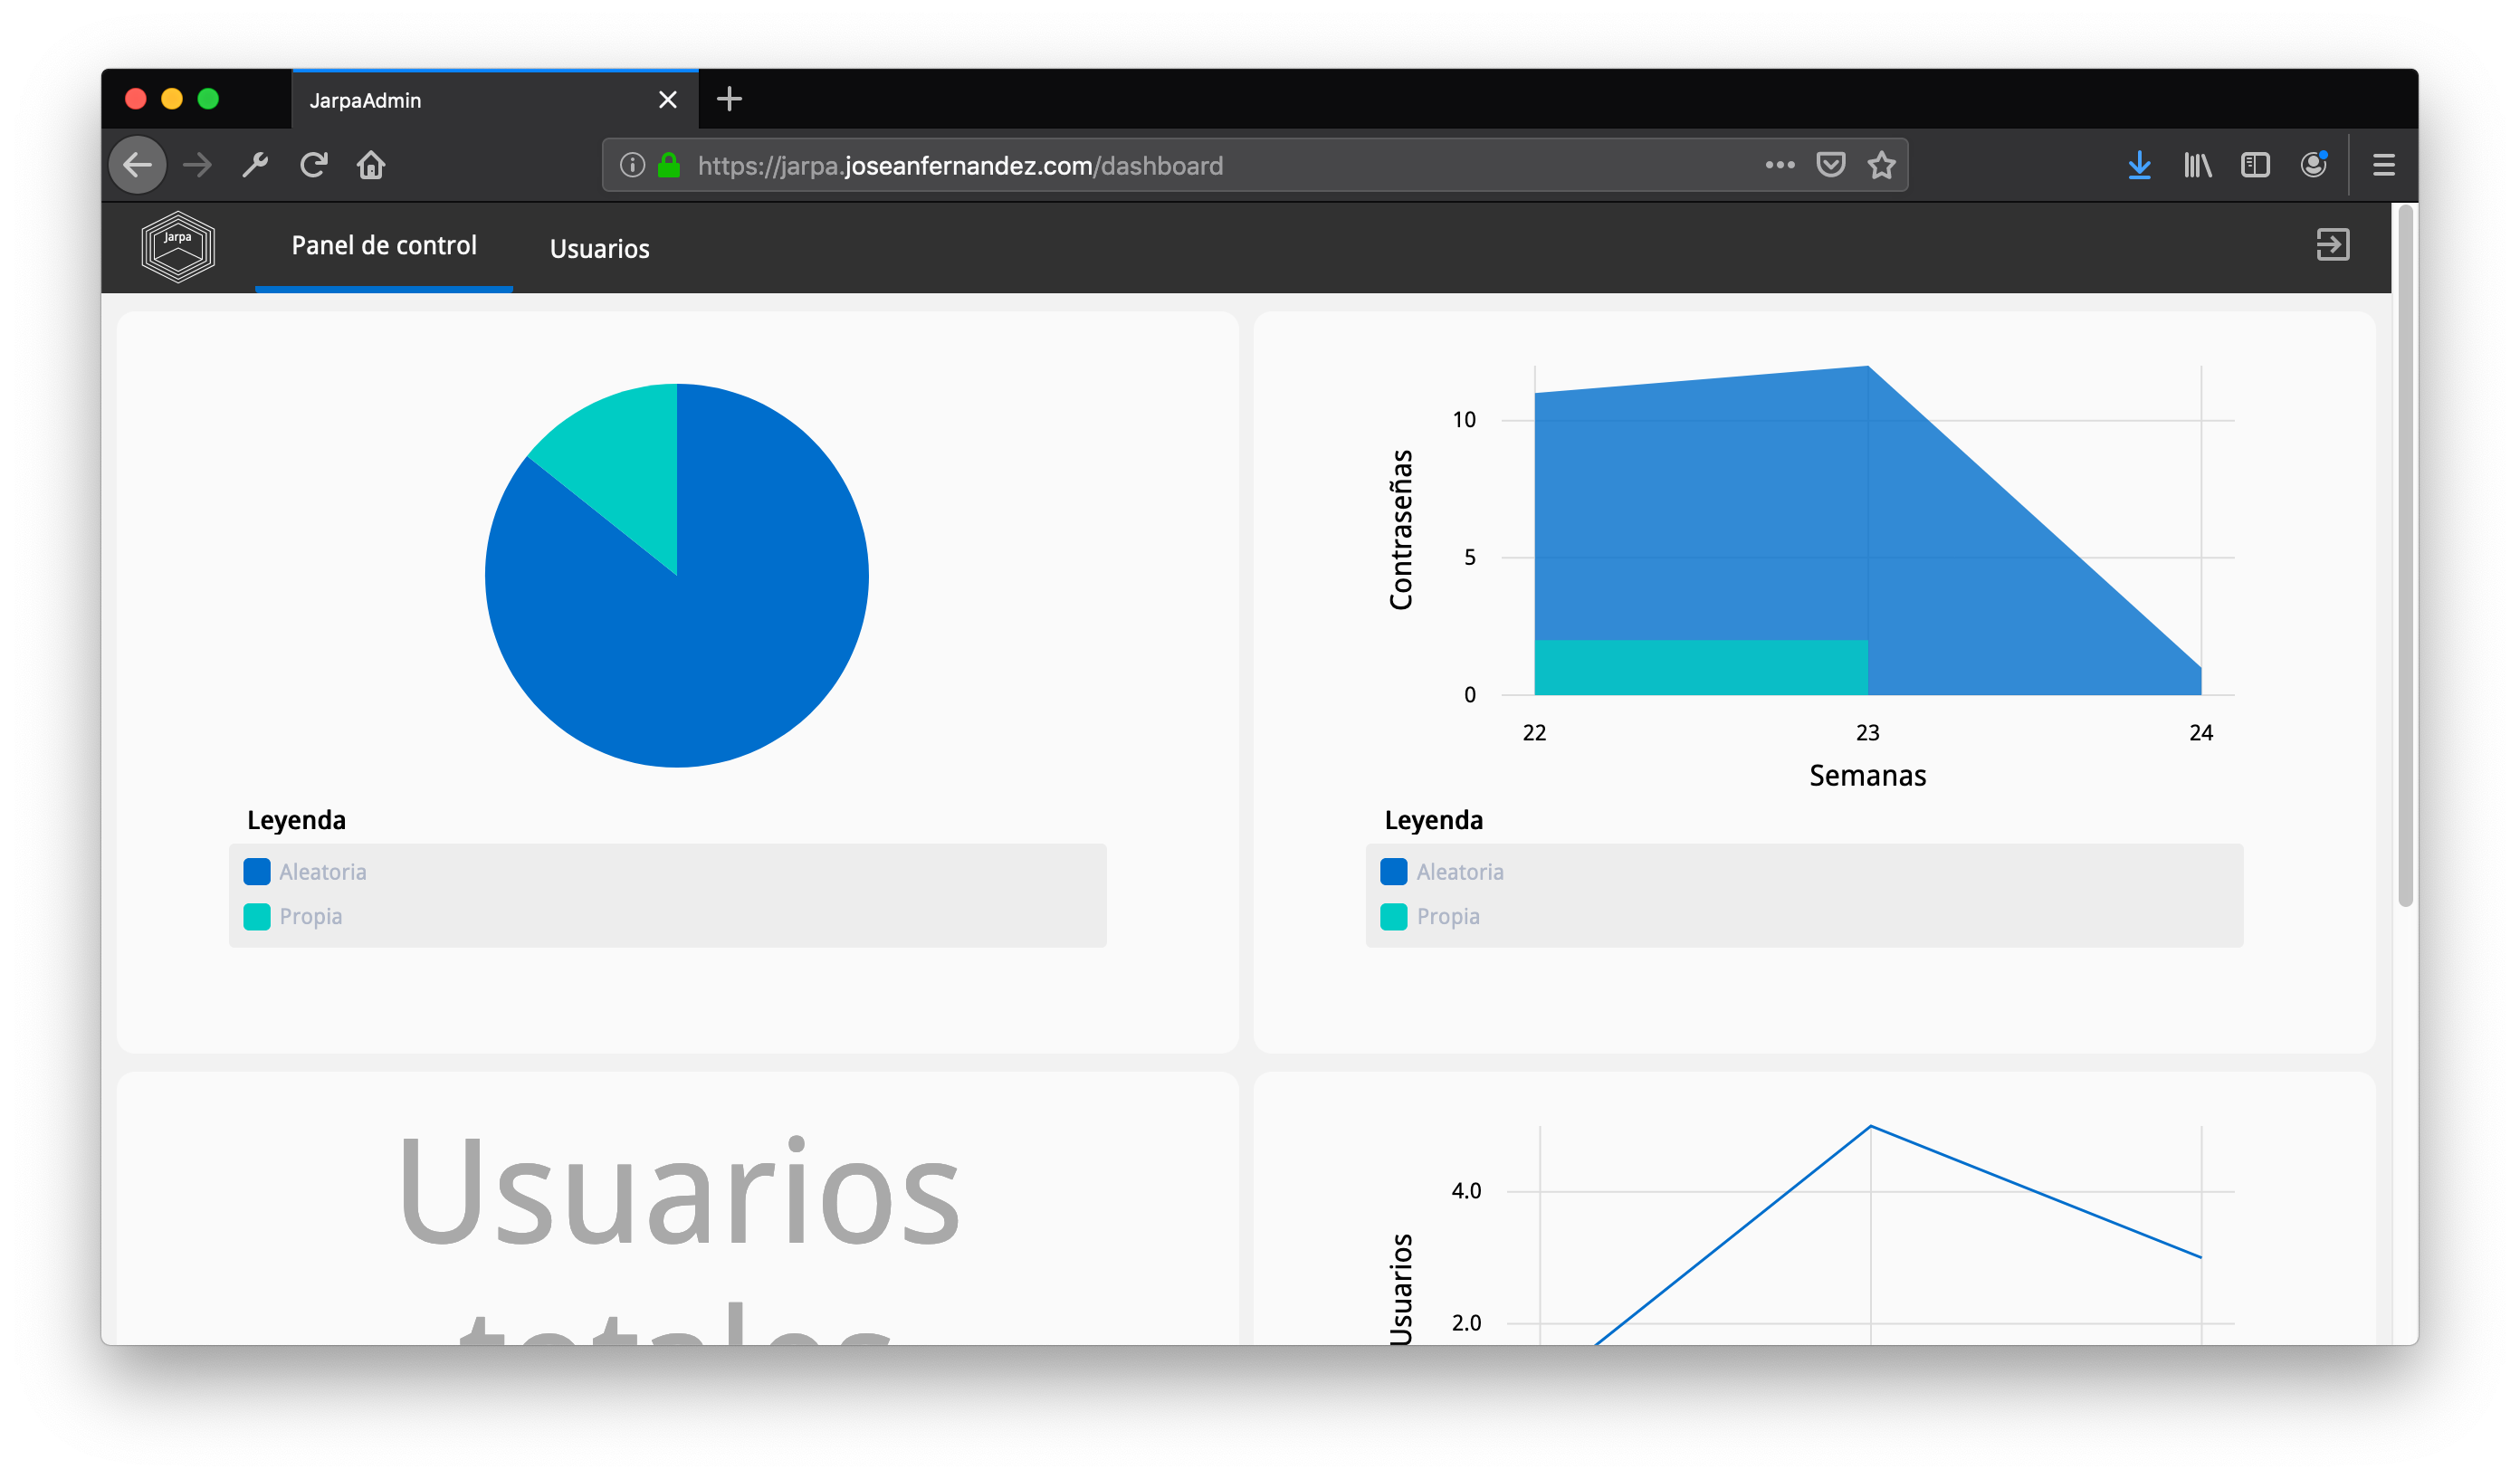 JarpaAdmin
https://jarpa.joseanfernandez.com/dashboard
Jarpa
Panel de control
Usuarios
Leyenda
Aleatoria
Propia
10
Contraseñas
5
0
22 23 24
Semanas
Leyenda
Aleatoria
Propia
Usuarios
totales
4.0
Usuarios
2.0